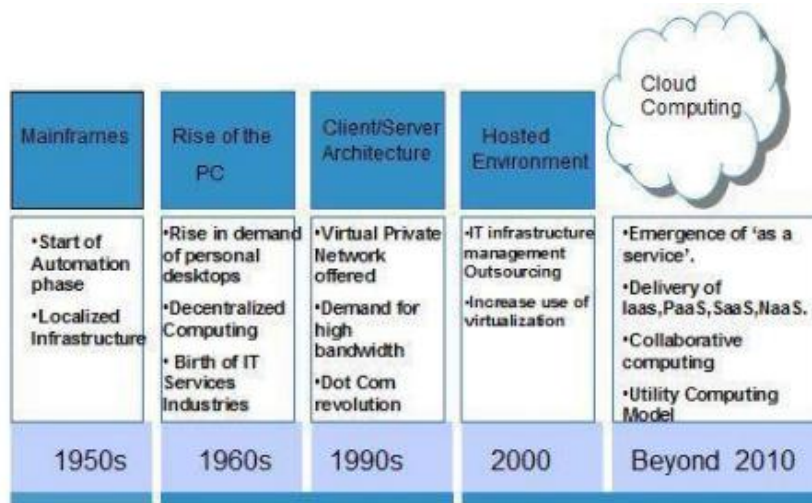 Mainframes
Rise of the
PC
Client/Server
Architecture
Hosted
Environment
Cloud
Computing
•Start of
Automation
phase
•Localized
Infrastructure
•Rise in demand
of personal
desktops
•Decentralized
Computing
• Birth of IT
Services
Industries
•Virtual Private
Network
offered
•Demand for
high
bandwidth
•Dot Com
revolution
•IT infrastructure
management
Outsourcing
•Increase use of
virtualization
•Emergence of ‘as a
service’.
•Delivery of
Iaas,PaaS,SaaS,NaaS.
•Collaborative
computing
•Utility Computing
Model
1950s
1960s
1990s
2000
Beyond 2010